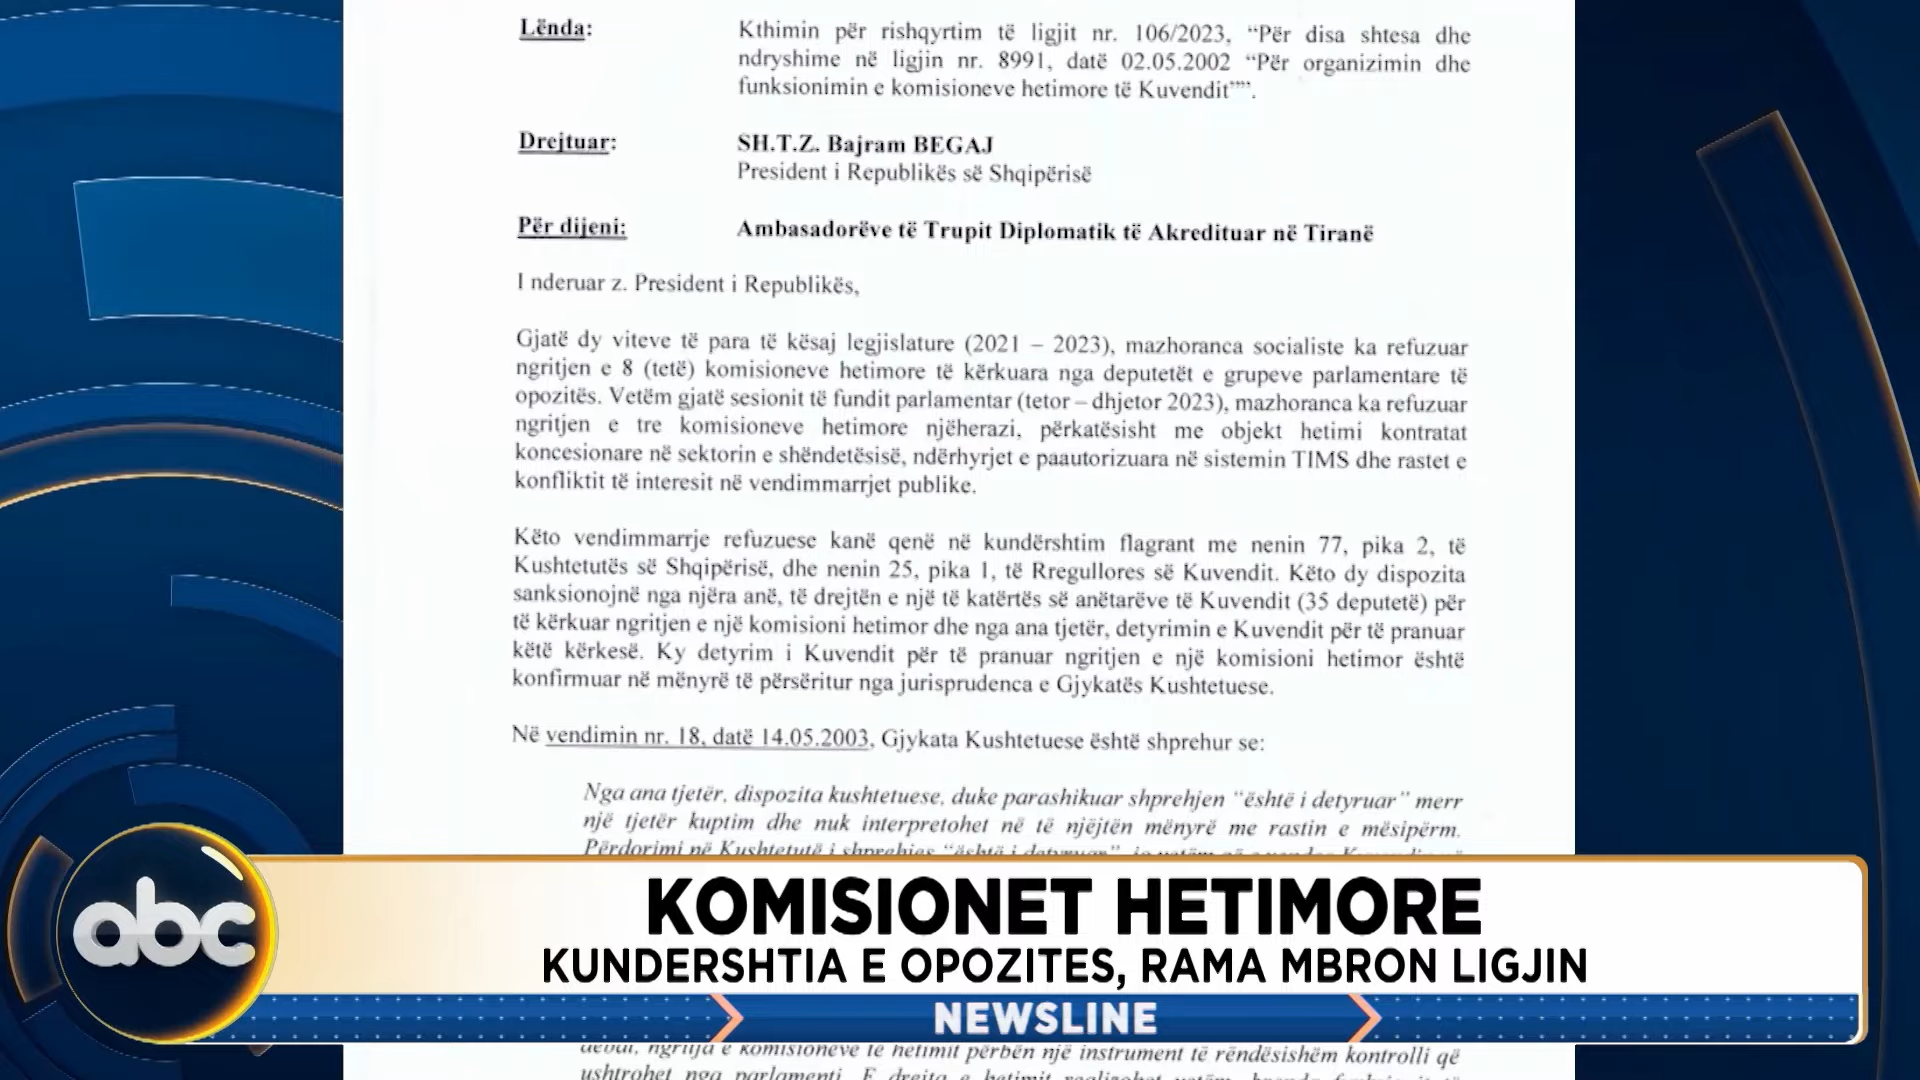 Lënda: Kthimin për rishqyrtim të ligjit nr. 106/2023, “Për disa shtesa dhe
ndryshime në ligjin nr. 8991, datë 02.05.2002 “Për organizimin dhe
funksionimin e komisioneve hetimore të Kuvendit””.
Drejtuar: SH.T.Z. Bajram BEGAJ
President i Republikës së Shqipërisë
Për dijeni: Ambasadorëve të Trupit Diplomatik të Akredituar në Tiranë
I nderuar z. President i Republikës,
Gjatë dy viteve të para të kësaj legjislature (2021 – 2023), mazhoranca socialiste ka refuzuar
ngritjen e 8 (tetë) komisioneve hetimore të kërkuara nga deputetët e grupeve parlamentare të
opozitës. Vetëm gjatë sesionit të fundit parlamentar (tetor – dhjetor 2023), mazhoranca ka refuzuar
ngritjen e tre komisioneve hetimore njëherazi, përkatësisht me objekt hetimi kontratat
koncesionare në sektorin e shëndetësisë, ndërhyrjet e paautorizuara në sistemin TIMS dhe rastet e
konfliktit të interesit në vendimmarrjet publike.
Këto vendimmarrje refuzuese kanë qenë në kundërshtim flagrant me nenin 77, pika 2, të
Kushtetutës së Shqipërisë, dhe nenin 25, pika 1, të Rregullores së Kuvendit. Këto dy dispozita
sanksionojnë nga njëra anë, të drejtën e një të katërtës së anëtarëve të Kuvendit (35 deputetë) për
të kërkuar ngritjen e një komisioni hetimor dhe nga ana tjetër, detyrimin e Kuvendit për të pranuar
këtë kërkesë. Ky detyrim i Kuvendit për të pranuar ngritjen e një komisioni hetimor është
konfirmuar në mënyrë të përsëritur nga jurisprudenca e Gjykatës Kushtetuese.
Në vendimin nr. 18, datë 14.05.2003, Gjykata Kushtetuese është shprehur se:
Nga ana tjetër, dispozita kushtetuese, duke parashikuar shprehjen “është i detyruar” merr
një tjetër kuptim dhe nuk interpretohet në të njëjtën mënyrë me rastin e mësipërm.
Përdorimi në Kushtetutë i shprehjes “është i detyruar”
abc
KOMISIONET HETIMORE
KUNDERSHTIA E OPOZITES, RAMA MBRON LIGJIN
NEWSLINE
debat, ngritja e komisioneve të hetimit përbën një instrument të rëndësishëm kontrolli që
ushtrohet nga parlamenti. E drejta e hetimit realizohet vetëm